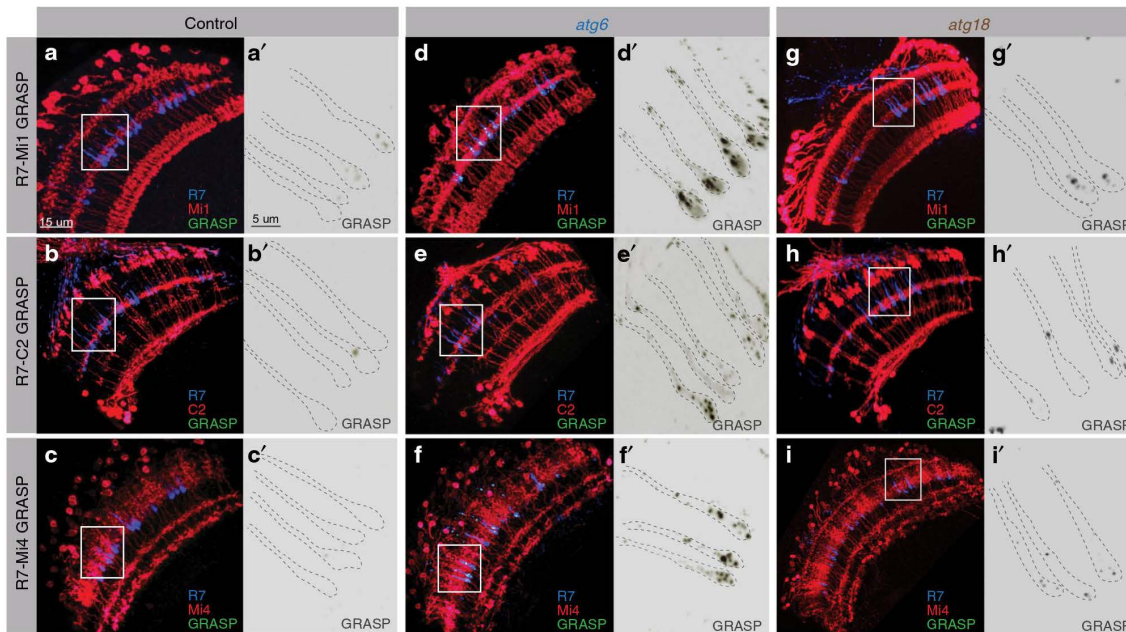 Control
atg6
atg18
R7-Mi1 GRASP
a
R7
Mi1
GRASP
15 um
a′
5 um
GRASP
d
R7
Mi1
GRASP
d′
GRASP
g
R7
Mi1
GRASP
g′
GRASP
R7-C2 GRASP
b
R7
C2
GRASP
b′
GRASP
e
R7
C2
GRASP
e′
GRASP
h
R7
C2
GRASP
h′
GRASP
R7-Mi4 GRASP
c
R7
Mi4
GRASP
c′
GRASP
f
R7
Mi4
GRASP
f′
GRASP
i
R7
Mi4
GRASP
i′
GRASP